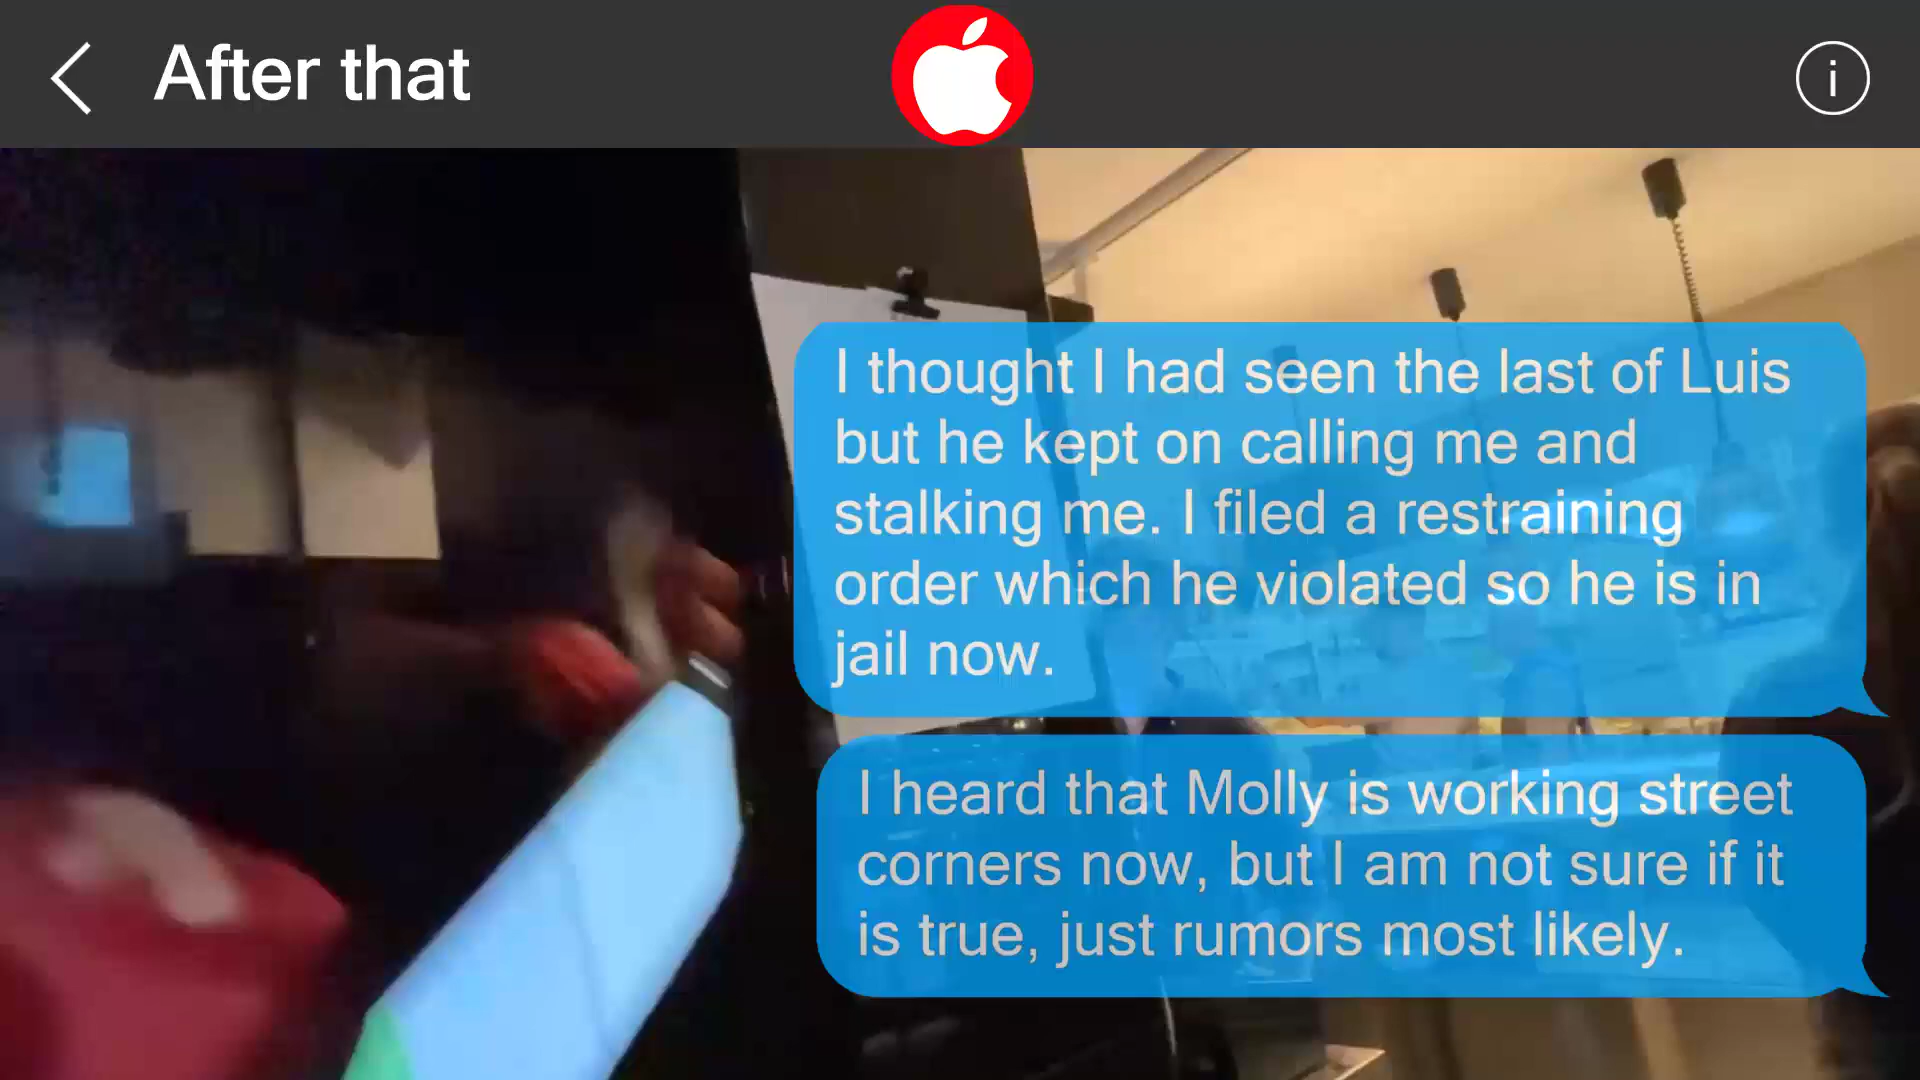 After that
i
I thought I had seen the last of Luis
but he kept on calling me and
stalking me. I filed a restraining
order which he violated so he is in
jail now.
I heard that Molly is working street
corners now, but I am not sure if it
is true, just rumors most likely.